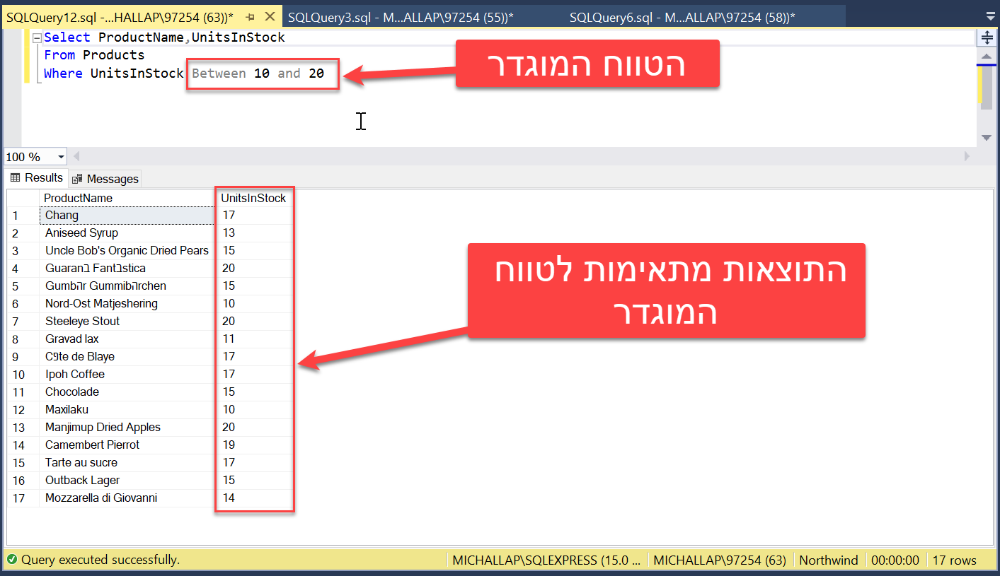 SQLQuery12.sql -...HALLAP\97254 (63))* SQLQuery3.sql - M...ALLAP\97254 (55))* SQLQuery6.sql - M...ALLAP\97254 (58))*
Select ProductName,UnitsInStock
From Products
Where UnitsInStock Between 10 and 20
הטווח המוגדר
100 %
Results Messages
ProductName UnitsInStock
1 Chang 17
2 Aniseed Syrup 13
3 Uncle Bob's Organic Dried Pears 15
4 Guaranב Fantבstica 20
5 Gumbהr Gummibהrchen 15
6 Nord-Ost Matjeshering 10
7 Steeleye Stout 20
8 Gravad lax 11
9 Cפte de Blaye 17
10 Ipoh Coffee 17
11 Chocolade 15
12 Maxilaku 10
13 Manjimup Dried Apples 20
14 Camembert Pierrot 19
15 Tarte au sucre 17
16 Outback Lager 15
17 Mozzarella di Giovanni 14
התוצאות מתאימות לטווח
המוגדר
Query executed successfully. MICHALLAP\SQLEXPRESS (15.0 ... MICHALLAP\97254 (63) Northwind 00:00:00 17 rows